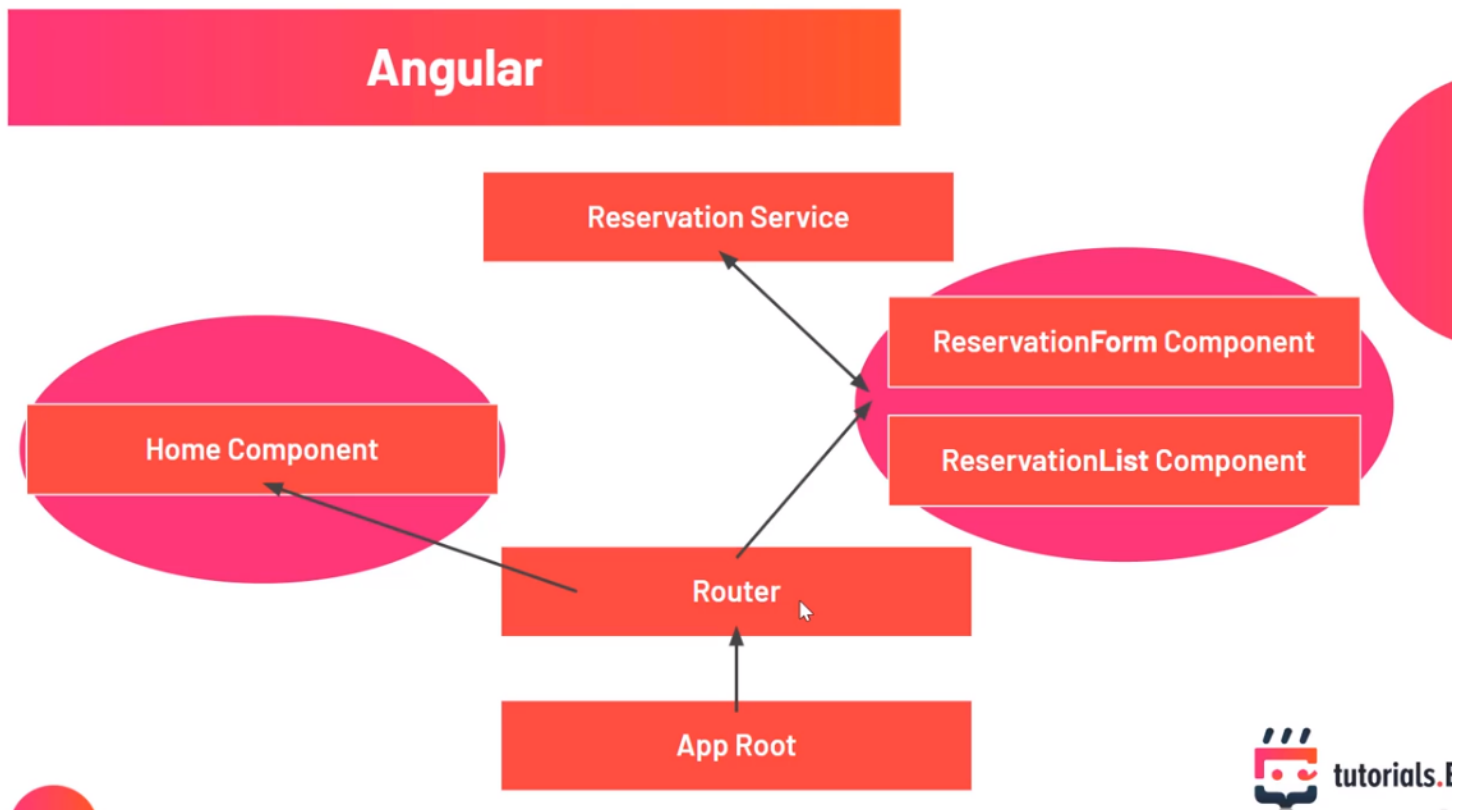 Angular
Reservation Service
ReservationForm Component
Home Component
ReservationList Component
Router
App Root
tutorials.E